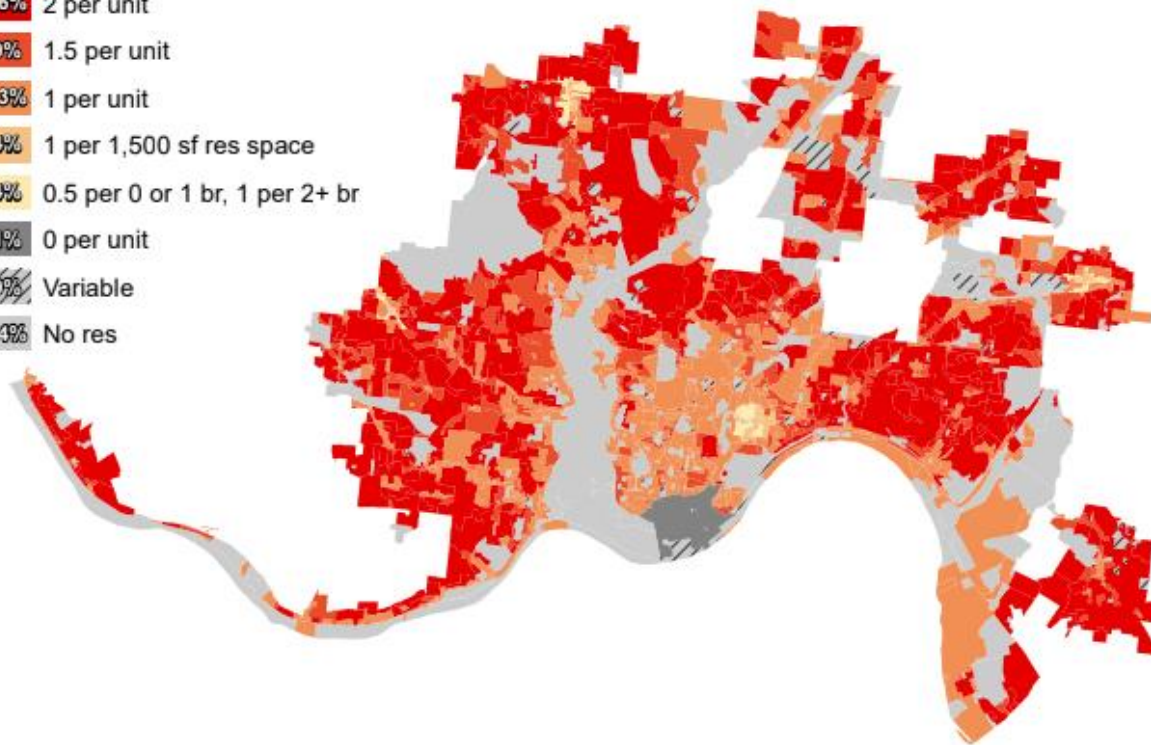 2 per unit
% 1.5 per unit
3% 1 per unit
% 1 per 1,500 sf res space
% 0.5 per 0 or 1 br, 1 per 2+ br
% 0 per unit
% Variable
% No res